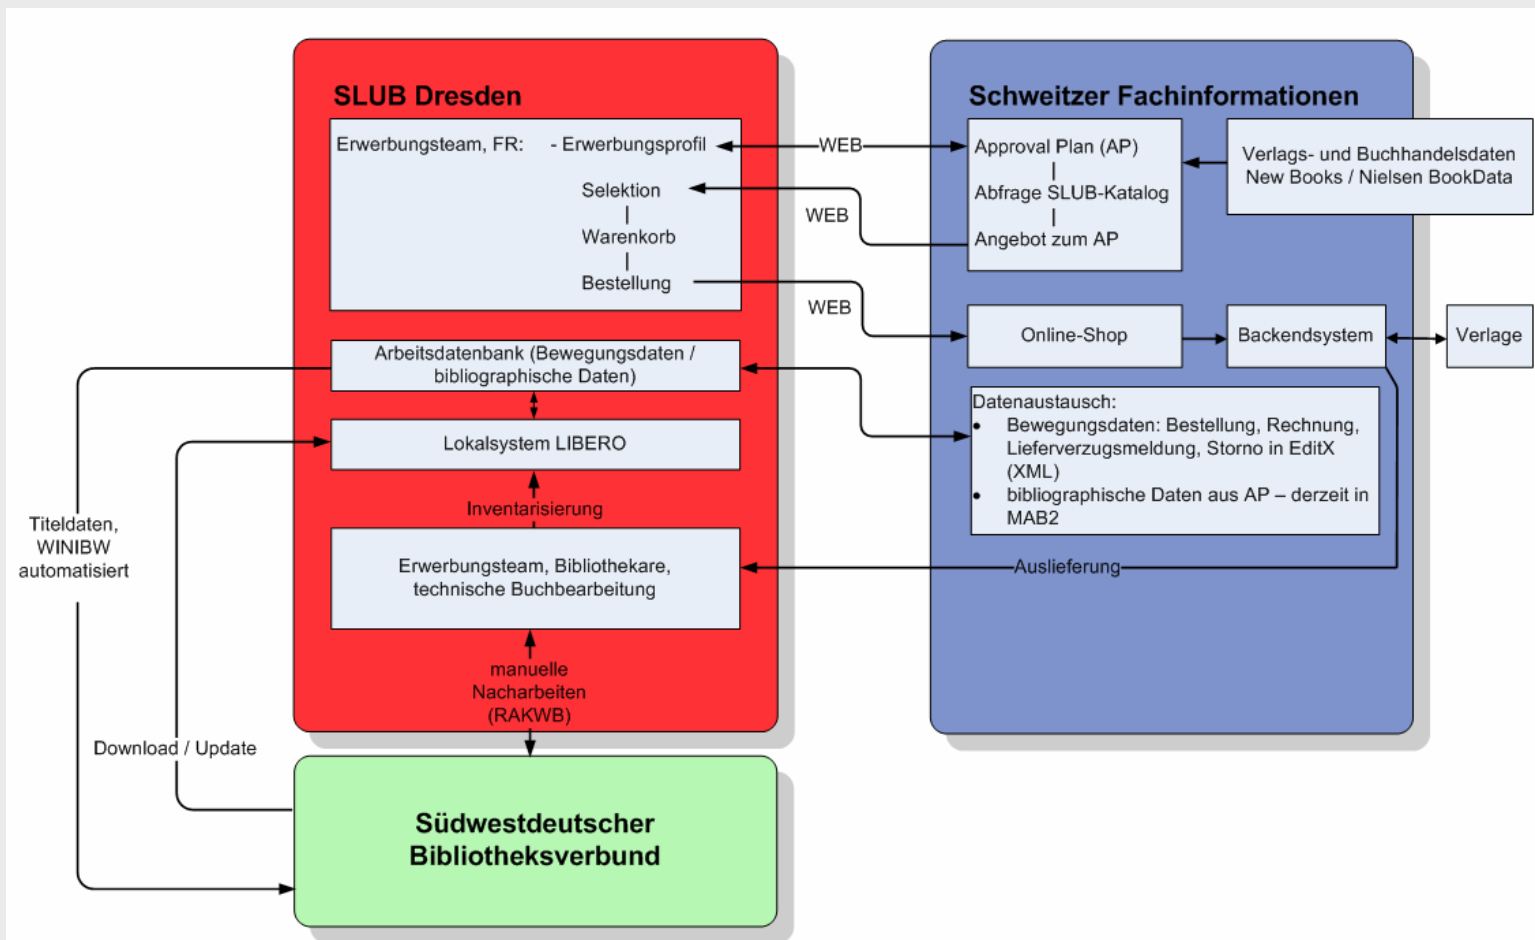 SLUB Dresden
Erwerbungsteam, FR: - Erwerbungsprofil
Selektion
|
Warenkorb
|
Bestellung
WEB
WEB
WEB
Schweitzer Fachinformationen
Approval Plan (AP)
|
Abfrage SLUB-Katalog
|
Angebot zum AP
Verlags- und Buchhandelsdaten
New Books / Nielsen BookData
Online-Shop
Backendsystem
Verlage
Arbeitsdatenbank (Bewegungsdaten /
bibliographische Daten)
Lokalsystem LIBERO
Inventarisierung
Erwerbungsteam, Bibliothekare,
technische Buchbearbeitung
Datenaustausch:
• Bewegungsdaten: Bestellung, Rechnung,
Lieferverzugsmeldung, Storno in EditX
(XML)
• bibliographische Daten aus AP – derzeit in
MAB2
Auslieferung
manuelle
Nacharbeiten
(RAKWB)
Titeldaten,
WINIBW
automatisiert
Download / Update
Südwestdeutscher
Bibliotheksverbund